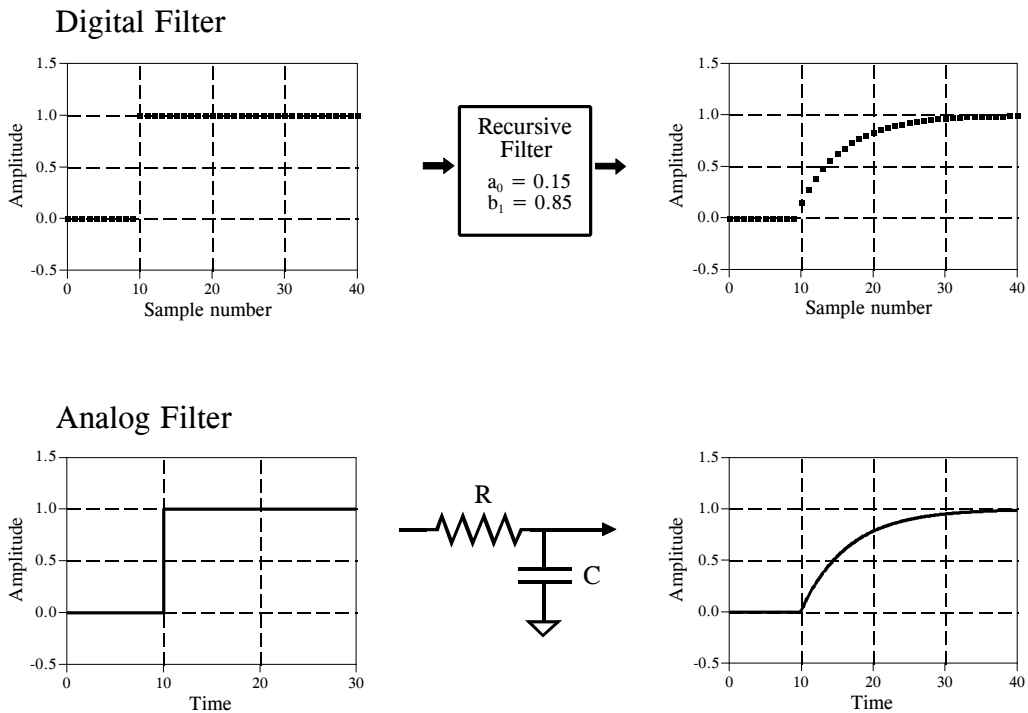 Digital Filter
Amplitude
1.5
1.0
0.5
0.0
-0.5
0 10 20 30 40
Sample number
Recursive
Filter
a0 = 0.15
b1 = 0.85
Amplitude
1.5
1.0
0.5
0.0
-0.5
0 10 20 30 40
Sample number
Analog Filter
Amplitude
1.5
1.0
0.5
0.0
-0.5
0 10 20 30
Time
R
C
Amplitude
1.5
1.0
0.5
0.0
-0.5
0 10 20 30 40
Time